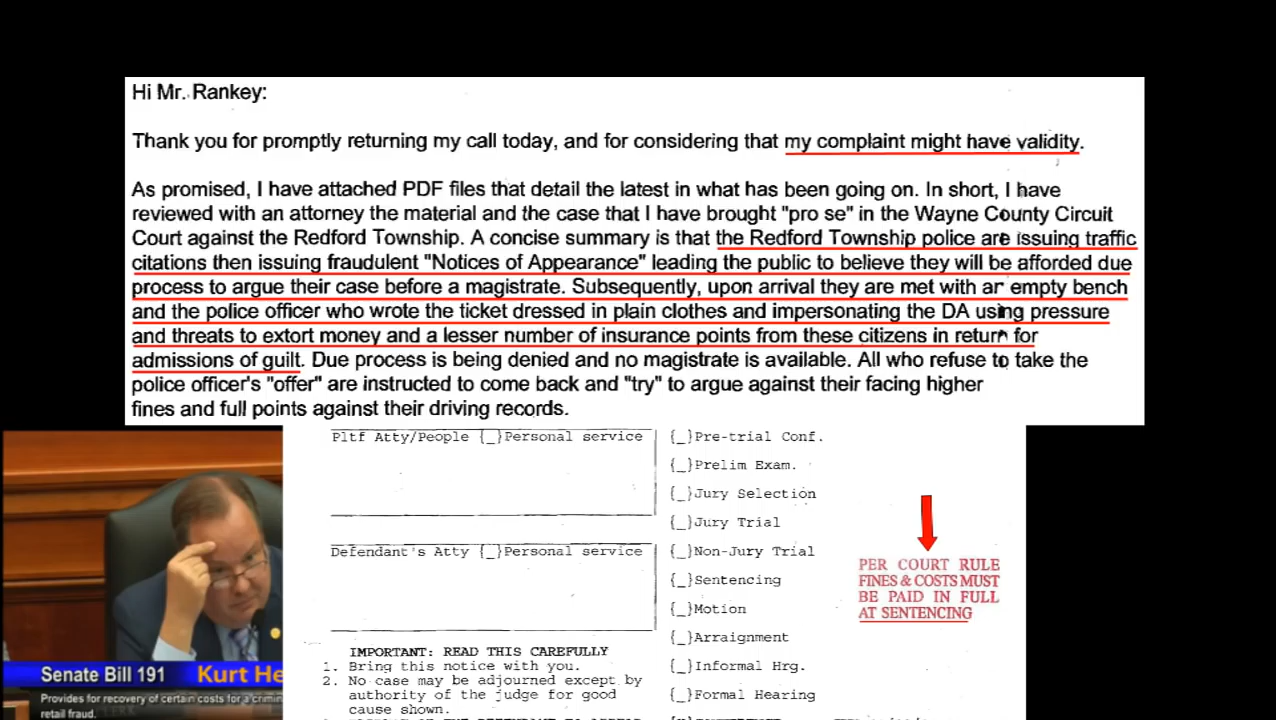 Hi Mr. Rankey:
Thank you for promptly returning my call today, and for considering that my complaint might have validity.
As promised, I have attached PDF files that detail the latest in what has been going on. In short, I have
reviewed with an attorney the material and the case that I have brought "pro se" in the Wayne County Circuit
Court against the Redford Township. A concise summary is that the Redford Township police are issuing traffic
citations then issuing fraudulent "Notices of Appearance" leading the public to believe they will be afforded due
process to argue their case before a magistrate. Subsequently, upon arrival they are met with an empty bench
and the police officer who wrote the ticket dressed in plain clothes and impersonating the DA using pressure
and threats to extort money and a lesser number of insurance points from these citizens in return for
admissions of guilt. Due process is being denied and no magistrate is available. All who refuse to take the
police officer's "offer" are instructed to come back and "try" to argue against their facing higher
fines and full points against their driving records.
Pltf Atty/People {_}Personal service
Defendant's Atty {_}Personal service
IMPORTANT: READ THIS CAREFULLY
1. Bring this notice with you.
2. No case may be adjourned except by
authority of the judge for good
cause shown.
{_}Pre-trial Conf.
{_}Prelim Exam.
{_}Jury Selection
{_}Jury Trial
{_}Non-Jury Trial
{_}Sentencing
{_}Motion
{_}Arraignment
{_}Informal Hrg.
{_}Formal Hearing
PER COURT RULE
FINES & COSTS MUST
BE PAID IN FULL
AT SENTENCING
Senate Bill 191 Kurt He
Provides for recovery of certain costs for a crimin
retail fraud.